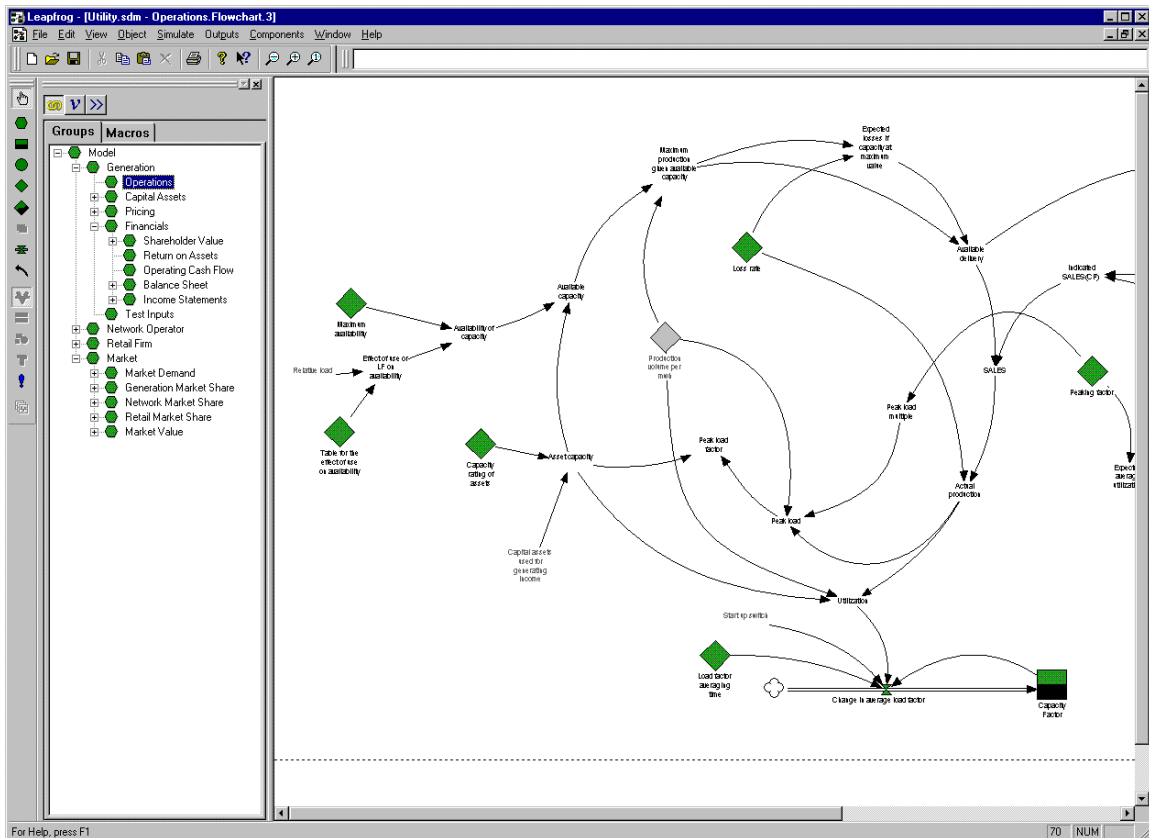 Leapfrog - [Utility.sdm - Operations.Flowchart.3]
File Edit View Object Simulate Outputs Components Window Help
Groups Macros
Model
Generation
Operations
Capital Assets
Pricing
Financials
Shareholder Value
Return on Assets
Operating Cash Flow
Balance Sheet
Income Statements
Test Inputs
Network Operator
Retail Firm
Market
Market Demand
Generation Market Share
Network Market Share
Retail Market Share
Market Value
Expected
losses if
capacity at
maximum
value
Maximum
production
given available
capacity
Available
delivery
Loss rate
Indicated
SALES(CF)
Available
capacity
Maximum
availability
Availability of
capacity
Effect of use or
LF on
availability
Relative load
Production
volume per
SALES
Peaking factor
Peak load
multiple
Table for the
effect of use
on availability
Capacity
rating of
assets
Asset capacity
Peak load
factor
Actual
production
Peak load
Capital assets
used for
generating
income
Utilization
Start up switch
Load factor
averaging
time
Change in average load factor
Capacity
Factor
For Help, press F1
70 NUM